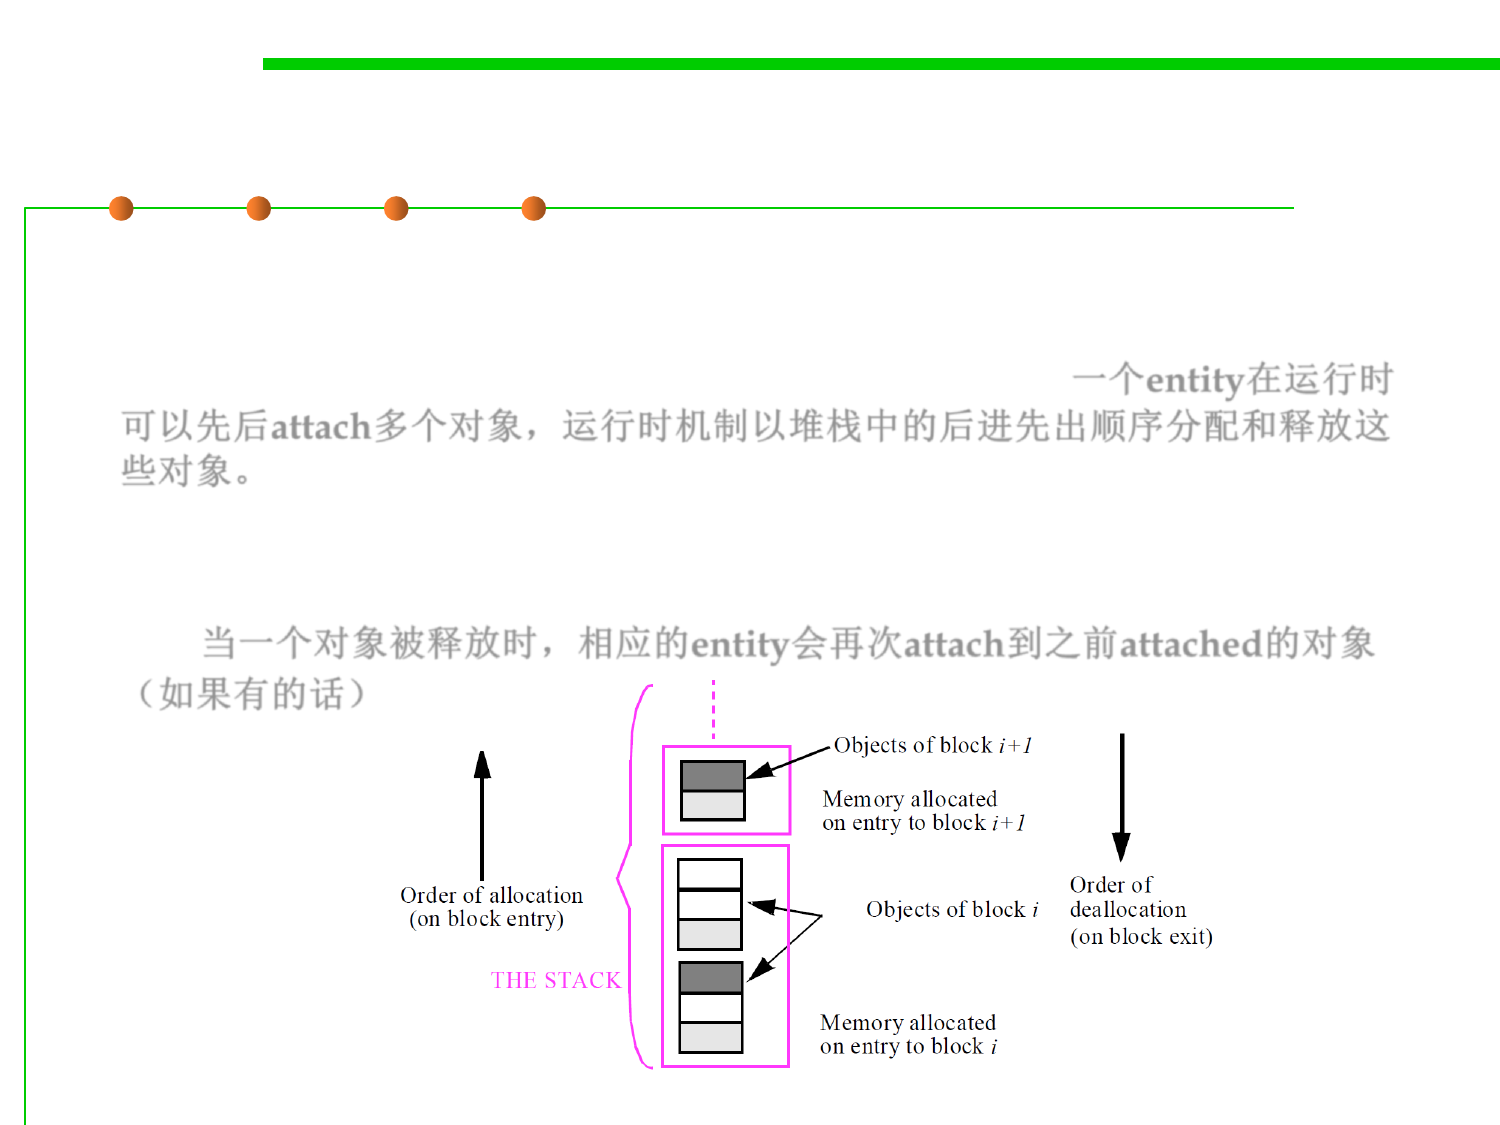 一个entity在运行时
可以先后attach多个对象，运行时机制以堆栈中的后进先出顺序分配和释放这
些对象。
当一个对象被释放时，相应的entity会再次attach到之前attached的对象
（如果有的话）
Objects of block i+1
Memory allocated
on entry to block i+1
Order of allocation
(on block entry)
Objects of block i
Order of
deallocation
(on block exit)
THE STACK
Memory allocated
on entry to block i